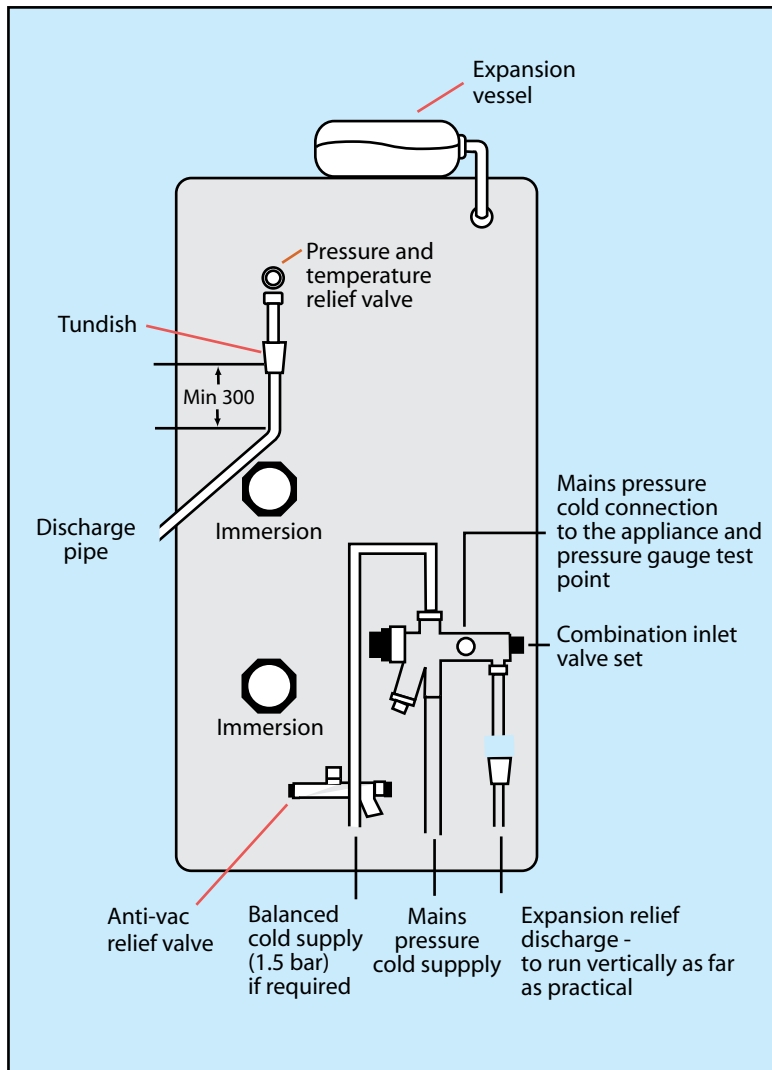 Expansion
vessel
Pressure and
temperature
relief valve
Tundish
Min 300
Discharge
pipe
Immersion
Mains pressure
cold connection
to the appliance and
pressure gauge test
point
Combination inlet
valve set
Immersion
Anti-vac
relief valve
Balanced
cold supply
(1.5 bar)
if required
Mains
pressure
cold suppply
Expansion relief
discharge -
to run vertically as far
as practical